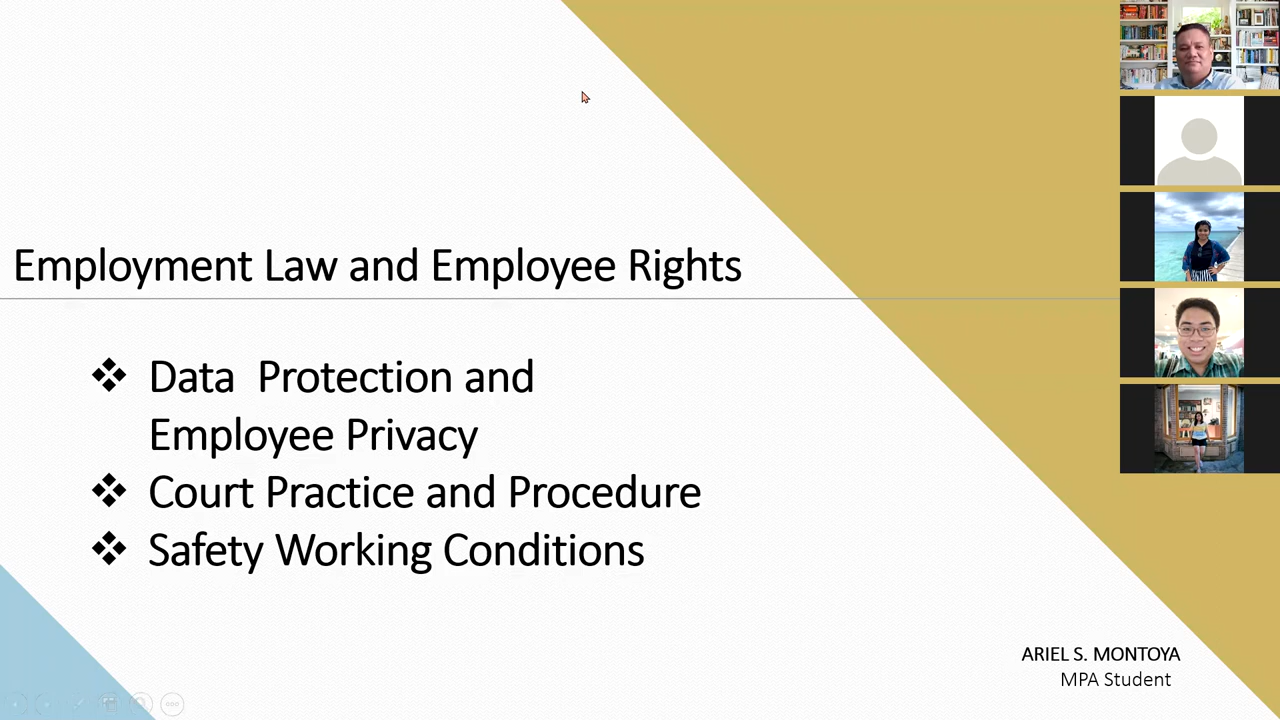 Employment Law and Employee Rights
❖ Data Protection and
Employee Privacy
❖ Court Practice and Procedure
❖ Safety Working Conditions
ARIEL S. MONTOYA
MPA Student